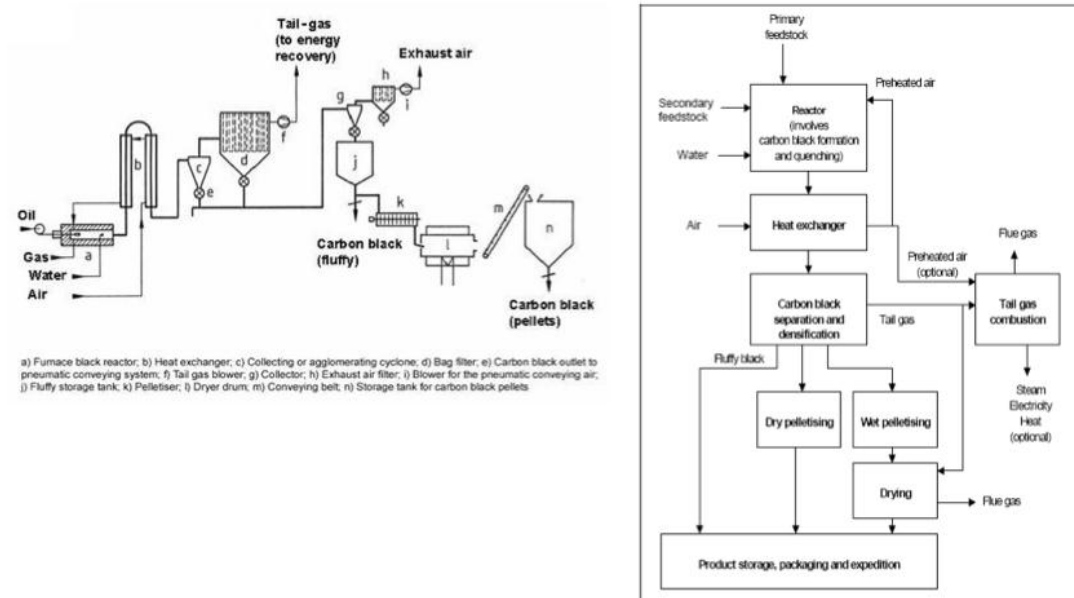 Tail-gas
(to energy
recovery)
Exhaust air
h
i
g
f
d
c
e
b
j
k
m
n
l
Oil
Gas
a
Water
Air
Carbon black
(fluffy)
Carbon black
(pellets)
a) Furnace black reactor; b) Heat exchanger; c) Collecting or agglomerating cyclone; d) Bag filter; e) Carbon black outlet to
pneumatic conveying system; f) Tail gas blower; g) Collector; h) Exhaust air filter; i) Blower for the pneumatic conveying air;
j) Fluffy storage tank; k) Pelletiser; l) Dryer drum; m) Conveying belt; n) Storage tank for carbon black pellets
Primary
feedstock
Preheated air
Secondary
feedstock
Water
Reactor
(involves
carbon black formation
and quenching)
Air
Heat exchanger
Preheated air
(optional)
Flue gas
Carbon black
separation and
densification
Tail gas
Tail gas
combustion
Fluffy black
Steam
Electricity
Heat
(optional)
Dry pelletising
Wet pelletising
Drying
Flue gas
Product storage, packaging and expedition